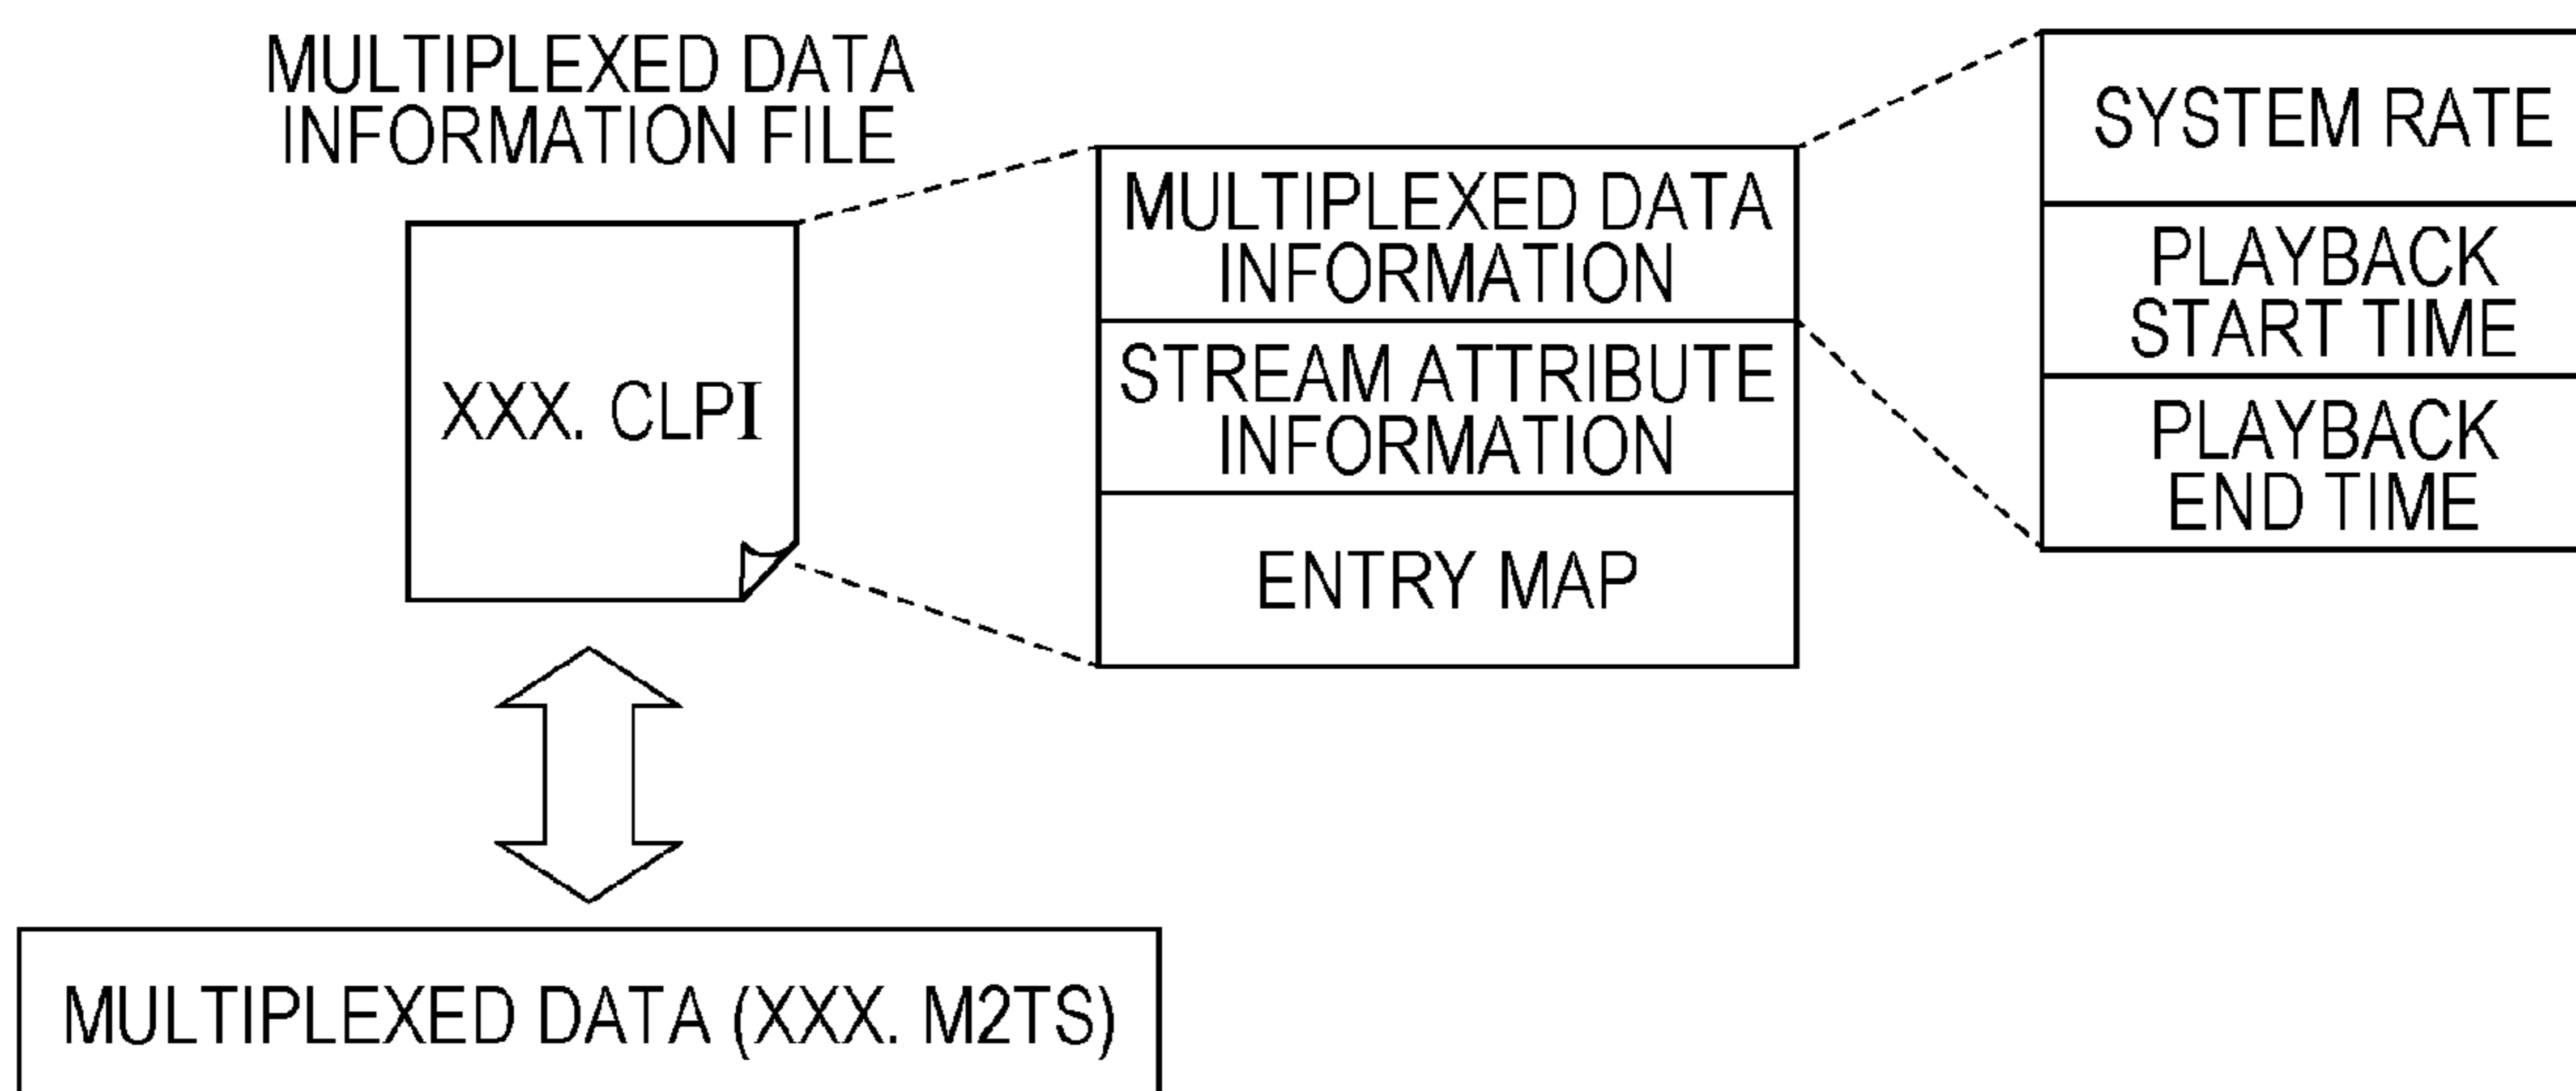 MULTIPLEXED DATA
INFORMATION FILE
XXX. CLPI
MULTIPLEXED DATA
INFORMATION
STREAM ATTRIBUTE
INFORMATION
ENTRY MAP
SYSTEM RATE
PLAYBACK
START TIME
PLAYBACK
END TIME
MULTIPLEXED DATA (XXX. M2TS)